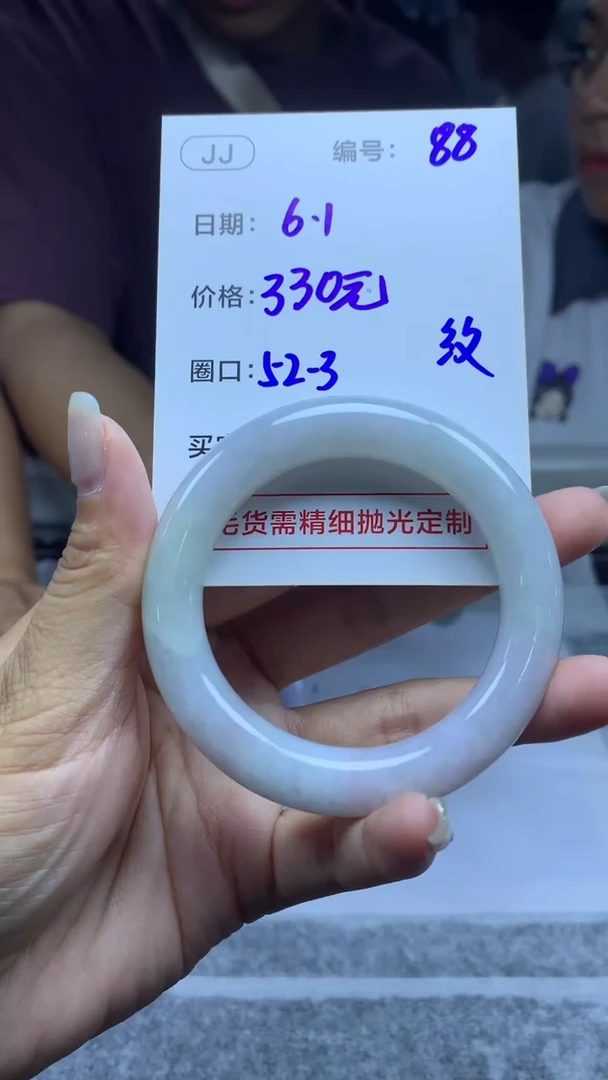 JJ 编号: 88
日期: 6.1
价格: 330元
纹
圈口: 52-3
买
毛货需精细抛光定制